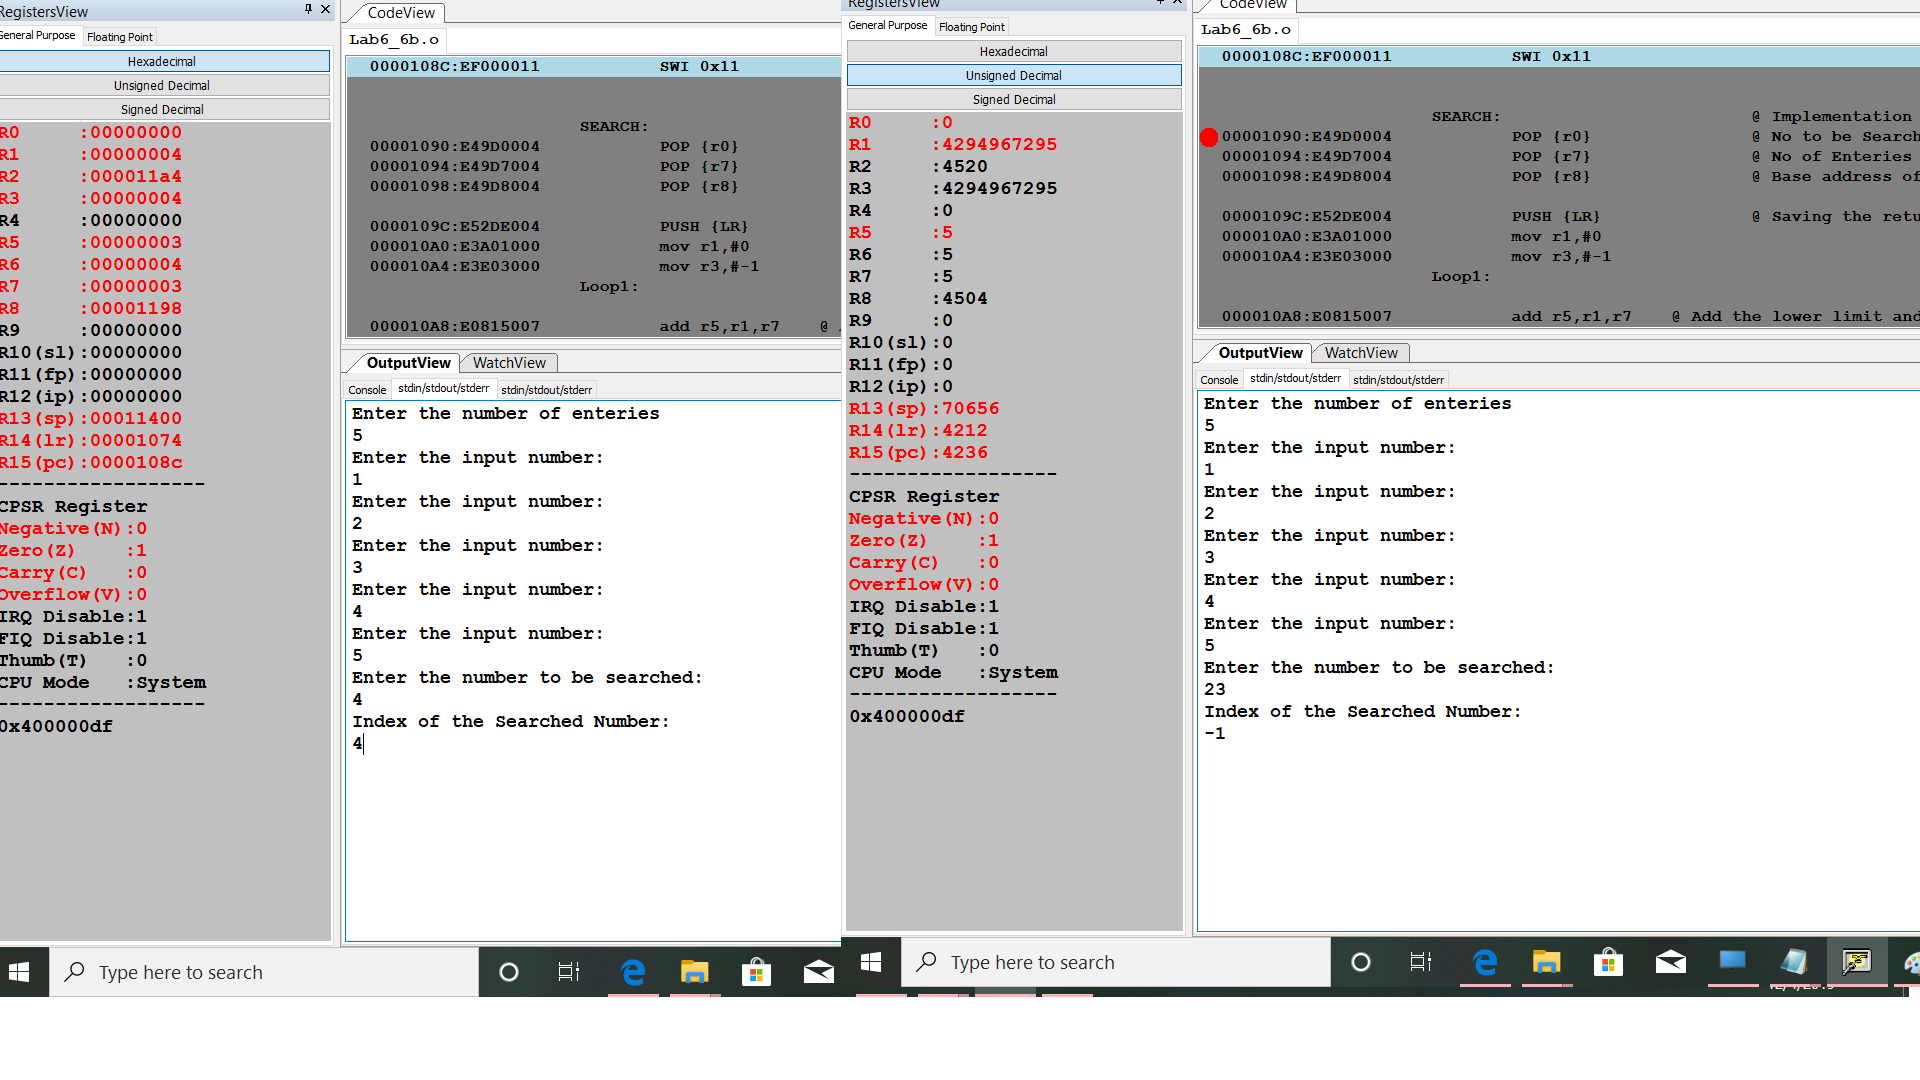 RegistersView
General Purpose
Floating Point
Hexadecimal
Unsigned Decimal
Signed Decimal
R0 :00000000
R1 :00000004
R2 :000011a4
R3 :00000004
R4 :00000000
R5 :00000003
R6 :00000004
R7 :00000003
R8 :00001198
R9 :00000000
R10(sl):00000000
R11(fp):00000000
R12(ip):00000000
R13(sp):00011400
R14(lr):00001074
R15(pc):0000108c
------------------
CPSR Register
Negative(N):0
Zero(Z) :1
Carry(C) :0
Overflow(V):0
IRQ Disable:1
FIQ Disable:1
Thumb(T) :0
CPU Mode :System
------------------
0x400000df
CodeView
Lab6_6b.o
0000108C:EF000011 SWI 0x11
SEARCH:
00001090:E49D0004 POP {r0}
00001094:E49D7004 POP {r7}
00001098:E49D8004 POP {r8}
0000109C:E52DE004 PUSH {LR}
000010A0:E3A01000 mov r1,#0
000010A4:E3E03000 mov r3,#-1
Loop1:
000010A8:E0815007 add r5,r1,r7 @
OutputView
WatchView
Console
stdin/stdout/stderr
stdin/stdout/stderr
Enter the number of enteries
5
Enter the input number:
1
Enter the input number:
2
Enter the input number:
3
Enter the input number:
4
Enter the input number:
5
Enter the number to be searched:
4
Index of the Searched Number:
4
Type here to search
RegistersView
General Purpose
Floating Point
Hexadecimal
Unsigned Decimal
Signed Decimal
R0 :0
R1 :4294967295
R2 :4520
R3 :4294967295
R4 :0
R5 :5
R6 :5
R7 :5
R8 :4504
R9 :0
R10(sl):0
R11(fp):0
R12(ip):0
R13(sp):70656
R14(lr):4212
R15(pc):4236
------------------
CPSR Register
Negative(N):0
Zero(Z) :1
Carry(C) :0
Overflow(V):0
IRQ Disable:1
FIQ Disable:1
Thumb(T) :0
CPU Mode :System
------------------
0x400000df
CodeView
Lab6_6b.o
0000108C:EF000011 SWI 0x11
SEARCH: @ Implementation
00001090:E49D0004 POP {r0} @ No to be Search
00001094:E49D7004 POP {r7} @ No of Enteries
00001098:E49D8004 POP {r8} @ Base address of
0000109C:E52DE004 PUSH {LR} @ Saving the retu
000010A0:E3A01000 mov r1,#0
000010A4:E3E03000 mov r3,#-1
Loop1:
000010A8:E0815007 add r5,r1,r7 @ Add the lower limit and
OutputView
WatchView
Console
stdin/stdout/stderr
stdin/stdout/stderr
Enter the number of enteries
5
Enter the input number:
1
Enter the input number:
2
Enter the input number:
3
Enter the input number:
4
Enter the input number:
5
Enter the number to be searched:
23
Index of the Searched Number:
-1
Type here to search